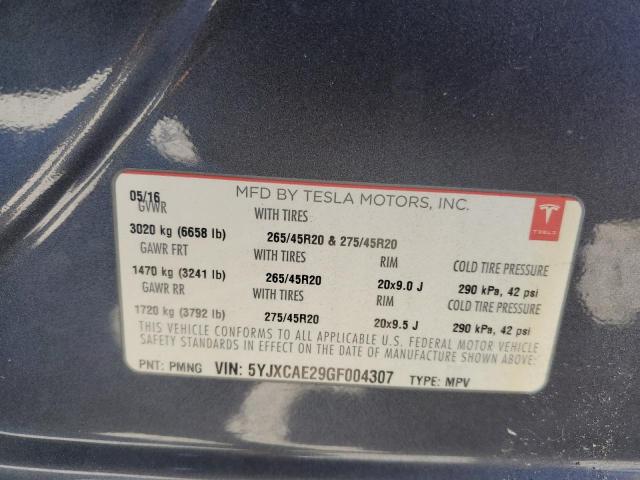 05/16 MFD BY TESLA MOTORS, INC.
GVWR WITH TIRES
TESLA
3020 kg (6658 lb) 265/45R20 & 275/45R20
GAWR FRT WITH TIRES RIM COLD TIRE PRESSURE
1470 kg (3241 lb) 265/45R20 20x9.0 J 290 kPa, 42 psi
GAWR RR WITH TIRES RIM COLD TIRE PRESSURE
1720 kg (3792 lb) 275/45R20 20x9.5 J 290 kPa, 42 psi
THIS VEHICLE CONFORMS TO ALL APPLICABLE U.S. FEDERAL MOTOR VEHICLE
SAFETY STANDARDS IN EFFECT ON THE DATE OF MANUFACTURE SHOWN ABOVE.
PNT: PMNG VIN: 5YJXCAE29GF004307 TYPE: MPV